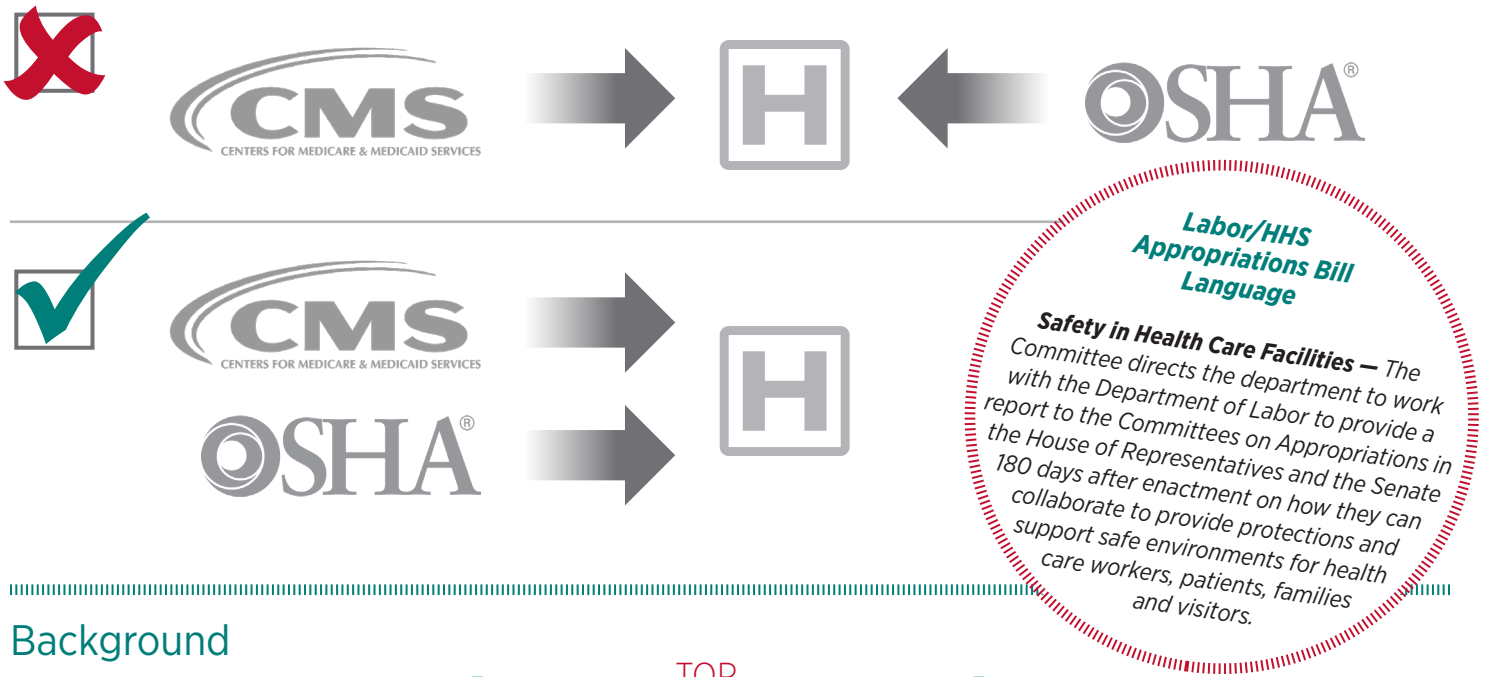 CMS
CENTERS FOR MEDICARE & MEDICAID SERVICES
H
OSHA®
CMS
CENTERS FOR MEDICARE & MEDICAID SERVICES
OSHA®
H
Labor/HHS
Appropriations Bill
Language
Safety in Health Care Facilities — The
Committee directs the department to work
with the Department of Labor to provide a
report to the Committees on Appropriations in
the House of Representatives and the Senate
180 days after enactment on how they can
collaborate to provide protections and
support safe environments for health
care workers, patients, families
and visitors.
Background
TOP